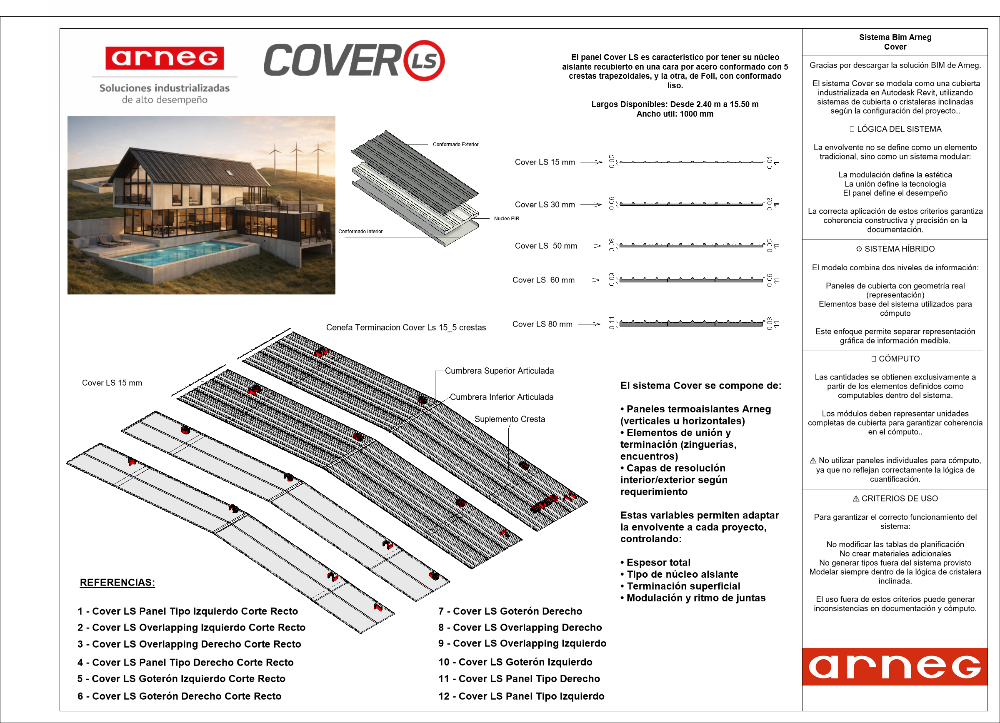 arneg
Soluciones industrializadas
de alto desempeño
COVER LS
El panel Cover LS es caracteristico por tener su núcleo
aislante recubierto en una cara por acero conformado con 5
crestas trapezoidales, y la otra, de Foil, con conformado
liso.
Largos Disponibles: Desde 2.40 m a 15.50 m
Ancho util: 1000 mm
Conformado Exterior
Nucleo PIR
Conformado Interior
Cover LS 15 mm
0.05
0.01
Cover LS 30 mm
0.06
0.03
Cover LS  50 mm
0.08
0.05
Cover LS  60 mm
0.09
0.06
Cover LS 80 mm
0.11
0.08
Cenefa Terminacion Cover Ls 15_5 crestas
Cover LS 15 mm
Cumbrera Superior Articulada
Cumbrera Inferior Articulada
Suplemento Cresta
El sistema Cover se compone de:
• Paneles termoaislantes Arneg
(verticales u horizontales)
• Elementos de unión y
terminación (zinguerías,
encuentros)
• Capas de resolución
interior/exterior según
requerimiento
Estas variables permiten adaptar
la envolvente a cada proyecto,
controlando:
• Espesor total
• Tipo de núcleo aislante
• Terminación superficial
• Modulación y ritmo de juntas
REFERENCIAS:
1 - Cover LS Panel Tipo Izquierdo Corte Recto
2 - Cover LS Overlapping Izquierdo Corte Recto
3 - Cover LS Overlapping Derecho Corte Recto
4 - Cover LS Panel Tipo Derecho Corte Recto
5 - Cover LS Goterón Izquierdo Corte Recto
6 - Cover LS Goterón Derecho Corte Recto
7 - Cover LS Goterón Derecho
8 - Cover LS Overlapping Derecho
9 - Cover LS Overlapping Izquierdo
10 - Cover LS Goterón Izquierdo
11 - Cover LS Panel Tipo Derecho
12 - Cover LS Panel Tipo Izquierdo
Sistema Bim Arneg
Cover
Gracias por descargar la solución BIM de Arneg.
El sistema Cover se modela como una cubierta
industrializada en Autodesk Revit, utilizando
sistemas de cubierta o cristaleras inclinadas
según la configuración del proyecto..
LÓGICA DEL SISTEMA
La envolvente no se define como un elemento
tradicional, sino como un sistema modular:
La modulación define la estética
La unión define la tecnología
El panel define el desempeño
La correcta aplicación de estos criterios garantiza
coherencia constructiva y precisión en la
documentación.
⚙ SISTEMA HÍBRIDO
El modelo combina dos niveles de información:
Paneles de cubierta con geometría real
(representación)
Elementos base del sistema utilizados para
cómputo
Este enfoque permite separar representación
gráfica de información medible.
CÓMPUTO
Las cantidades se obtienen exclusivamente a
partir de los elementos definidos como
computables dentro del sistema.
Los módulos deben representar unidades
completas de cubierta para garantizar coherencia
en el cómputo..
⚠ No utilizar paneles individuales para cómputo,
ya que no reflejan correctamente la lógica de
cuantificación.
⚠ CRITERIOS DE USO
Para garantizar el correcto funcionamiento del
sistema:
No modificar las tablas de planificación
No crear materiales adicionales
No generar tipos fuera del sistema provisto
Modelar siempre dentro de la lógica de cristalera
inclinada.
El uso fuera de estos criterios puede generar
inconsistencias en documentación y cómputo.
arneg